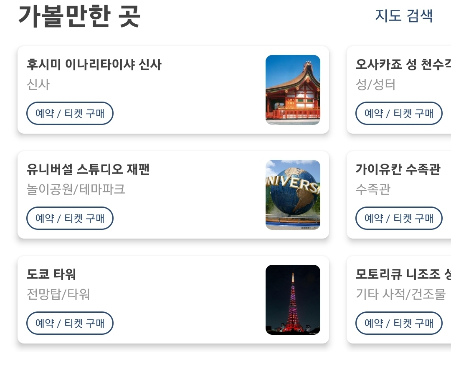 가볼만한 곳
지도 검색
후시미 이나리타이샤 신사
신사
예약 / 티켓 구매
오사카죠 성 천수
성/성터
예약 / 티켓 구매
유니버설 스튜디오 재팬
놀이공원/테마파크
예약 / 티켓 구매
UNIVERS
가이유칸 수족관
수족관
예약 / 티켓 구매
도쿄 타워
전망탑/타워
예약 / 티켓 구매
모토리큐 니조조
기타 사적/건조물
예약 / 티켓 구매